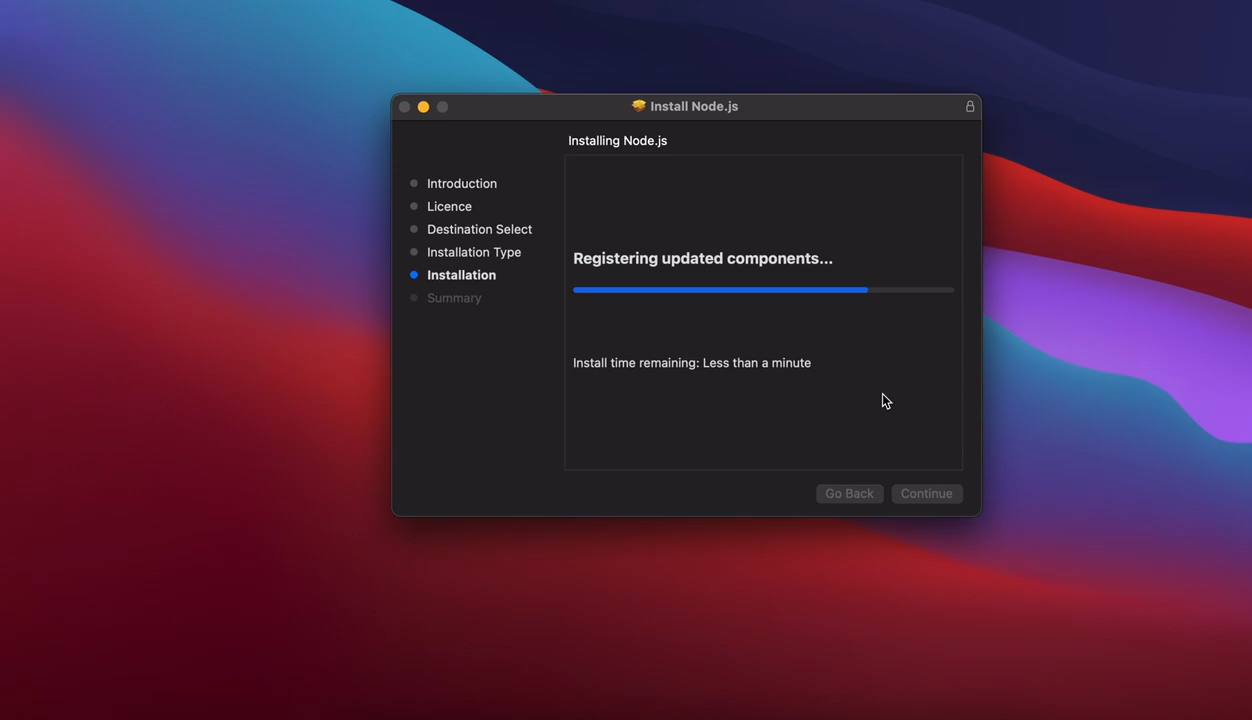 Install Node.js
Installing Node.js
Introduction
Licence
Destination Select
Installation Type
Installation
Summary
Registering updated components...
Install time remaining: Less than a minute
Go Back
Continue